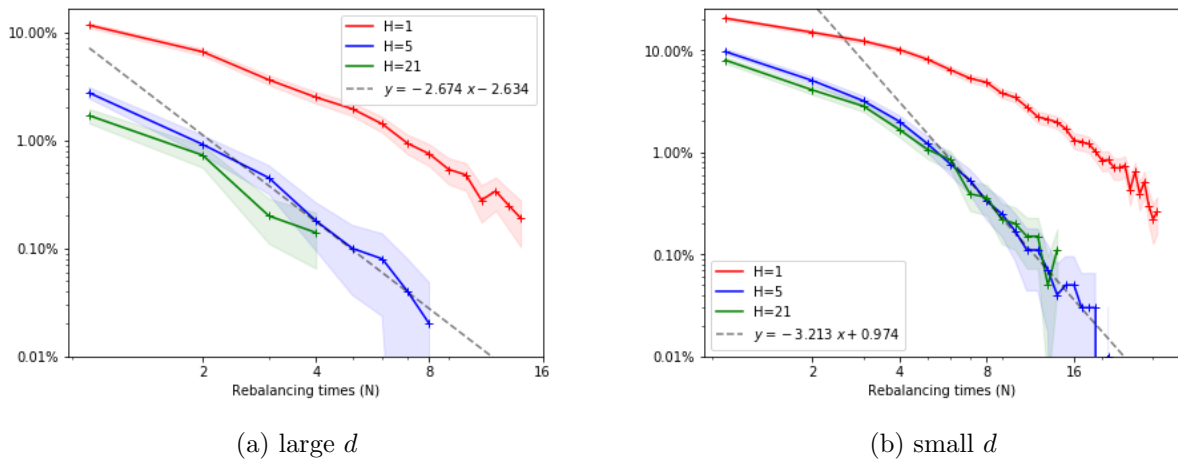 10.00%
1.00%
0.10%
0.01%
H=1
H=5
H=21
y = −2.674 x − 2.634
2 4 8 16
Rebalancing times (N)
(a) large d
10.00%
1.00%
0.10%
0.01%
H=1
H=5
H=21
y = −3.213 x + 0.974
2 4 8 16
Rebalancing times (N)
(b) small d